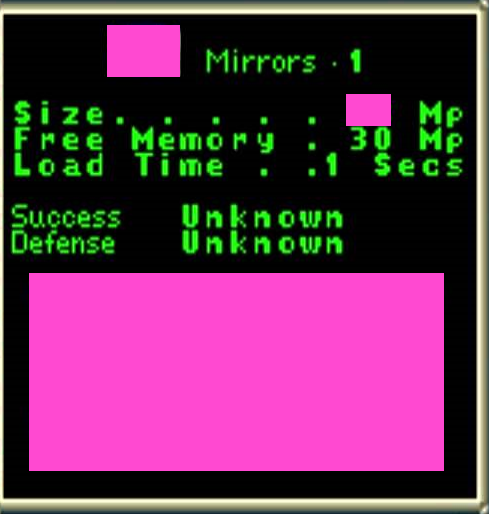 Mirrors · 1
Size. . . . . Mp
Free Memory . 30 Mp
Load Time . .1 Secs
Success Unknown
Defense Unknown